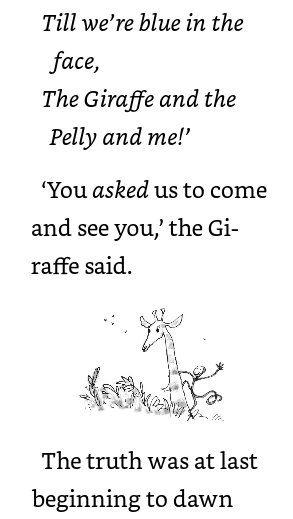 Till we’re blue in the
face,
The Giraffe and the
Pelly and me!’
‘You asked us to come
and see you,’ the Gi-
raffe said.
The truth was at last
beginning to dawn